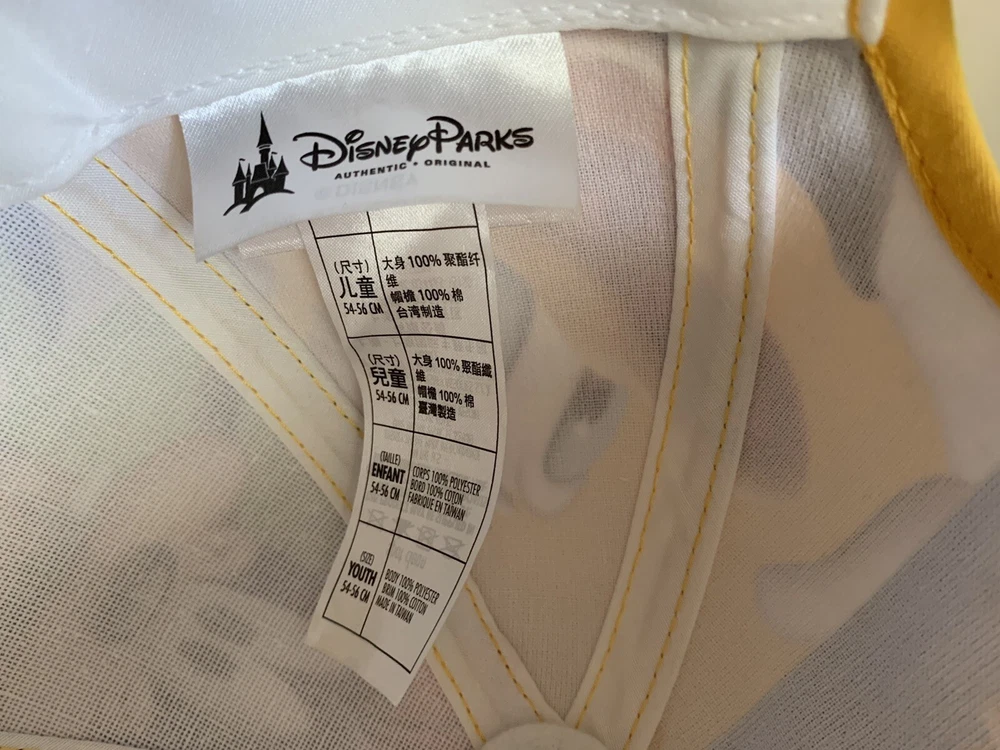 Disney Parks
AUTHENTIC • ORIGINAL
(尺寸)
儿童
54-56 CM
大身 100% 聚酯纤
维
帽檐 100% 棉
台湾制造
(尺寸)
兒童
54-56 CM
大身 100% 聚酯纖
維
帽檐 100% 棉
臺灣製造
(TAILLE)
ENFANT
54-56 CM
CORPS 100% POLYESTER
BORD 100% COTON
FABRIQUE EN TAIWAN
(SIZE)
YOUTH
54-56 CM
BODY 100% POLYESTER
BRIM 100% COTTON
MADE IN TAIWAN